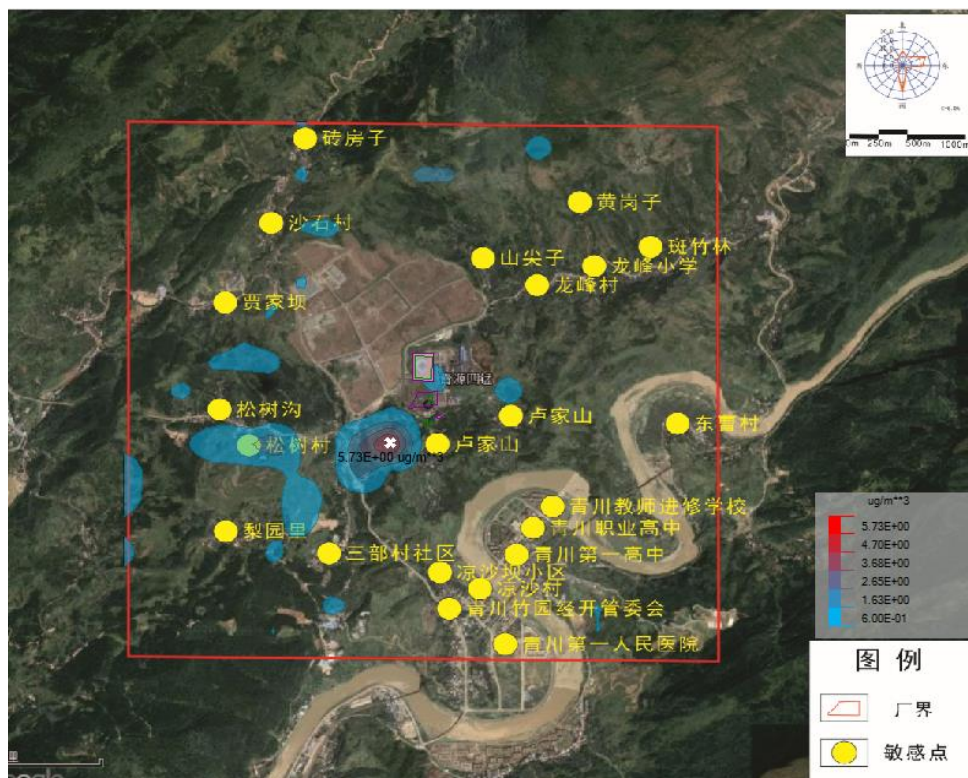 北
西
东
南
0m 250m 500m 1000m
砖房子
黄岗子
沙石村
斑竹林
山尖子
龙峰小学
龙峰村
贾家坝
松树沟
卢家山
东曹村
松树村
卢家山
5.73E+00 ug/m**3
ug/m**3
5.73E+00
4.70E+00
3.68E+00
2.65E+00
1.63E+00
6.00E-01
青川教师进修学校
青川职业高中
梨园里
三部村社区
青川第一高中
凉沙坝小区
凉沙村
青川竹园经开管委会
青川第一人民医院
图 例
厂界
敏感点